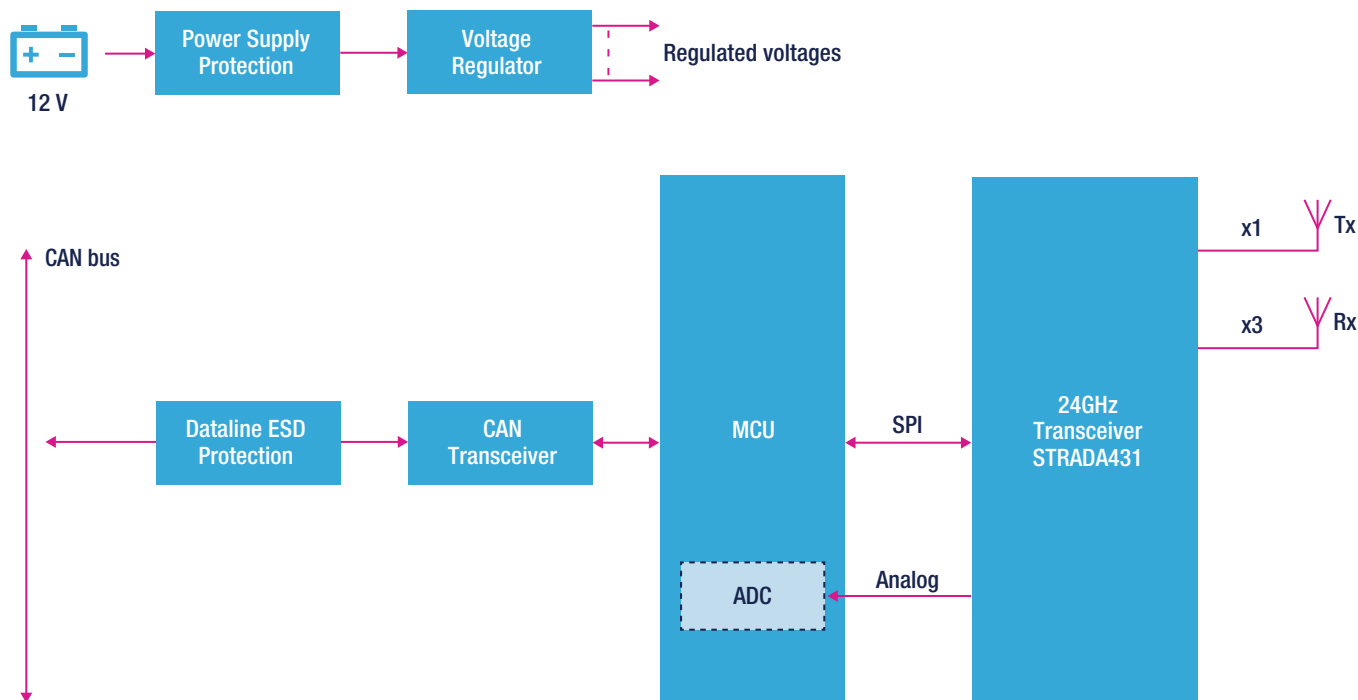 Power Supply
Protection
Voltage
Regulator
Regulated voltages
12 V
CAN bus
x1
Tx
x3
Rx
Dataline ESD
Protection
CAN
Transceiver
MCU
SPI
24GHz
Transceiver
STRADA431
ADC
Analog